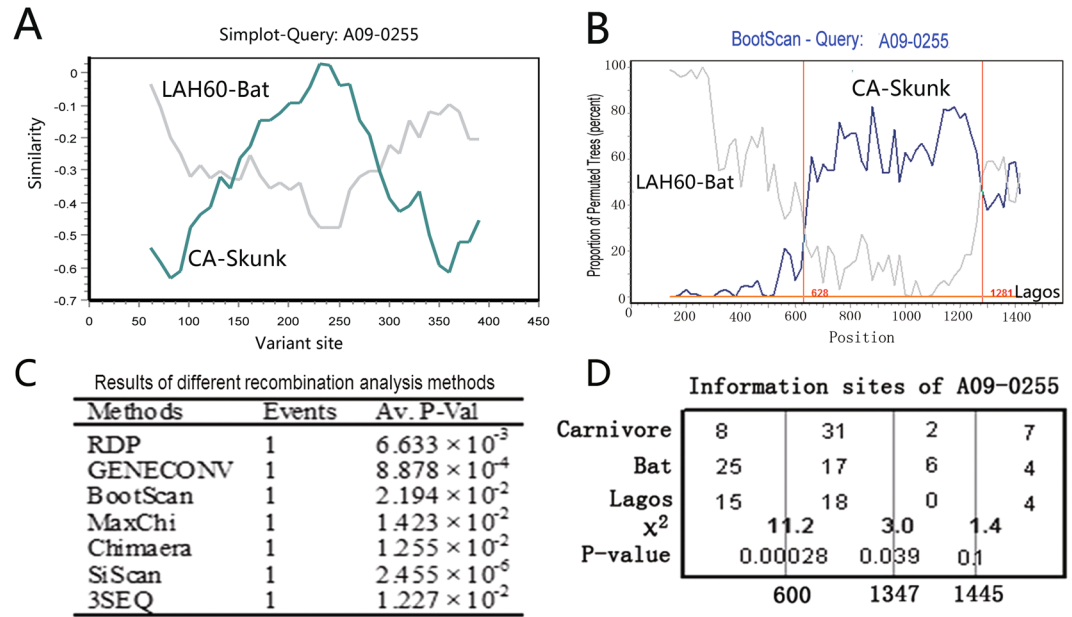 A
Simplot-Query: A09-0255
Similarity
0
-0.1
-0.2
-0.3
-0.4
-0.5
-0.6
-0.7
LAH60-Bat
CA-Skunk
0 50 100 150 200 250 300 350 400 450
Variant site
B
BootScan - Query: A09-0255
Proportion of Permuted Trees (percent)
100
80
60
40
20
0
CA-Skunk
LAH60-Bat
628
1281
Lagos
0 200 400 600 800 1000 1200 1400
Position
C
Results of different recombination analysis methods
Methods Events Av. P-Val
RDP 1 6.633 × 10⁻³
GENECONV 1 8.878 × 10⁻⁴
BootScan 1 2.194 × 10⁻²
MaxChi 1 1.423 × 10⁻²
Chimaera 1 1.255 × 10⁻²
SiScan 1 2.455 × 10⁻⁶
3SEQ 1 1.227 × 10⁻²
D
Information sites of A09-0255
Carnivore 8 31 2 7
Bat 25 17 6 4
Lagos 15 18 0 4
x² 11.2 3.0 1.4
P-value 0.00028 0.039 0.1
600 1347 1445